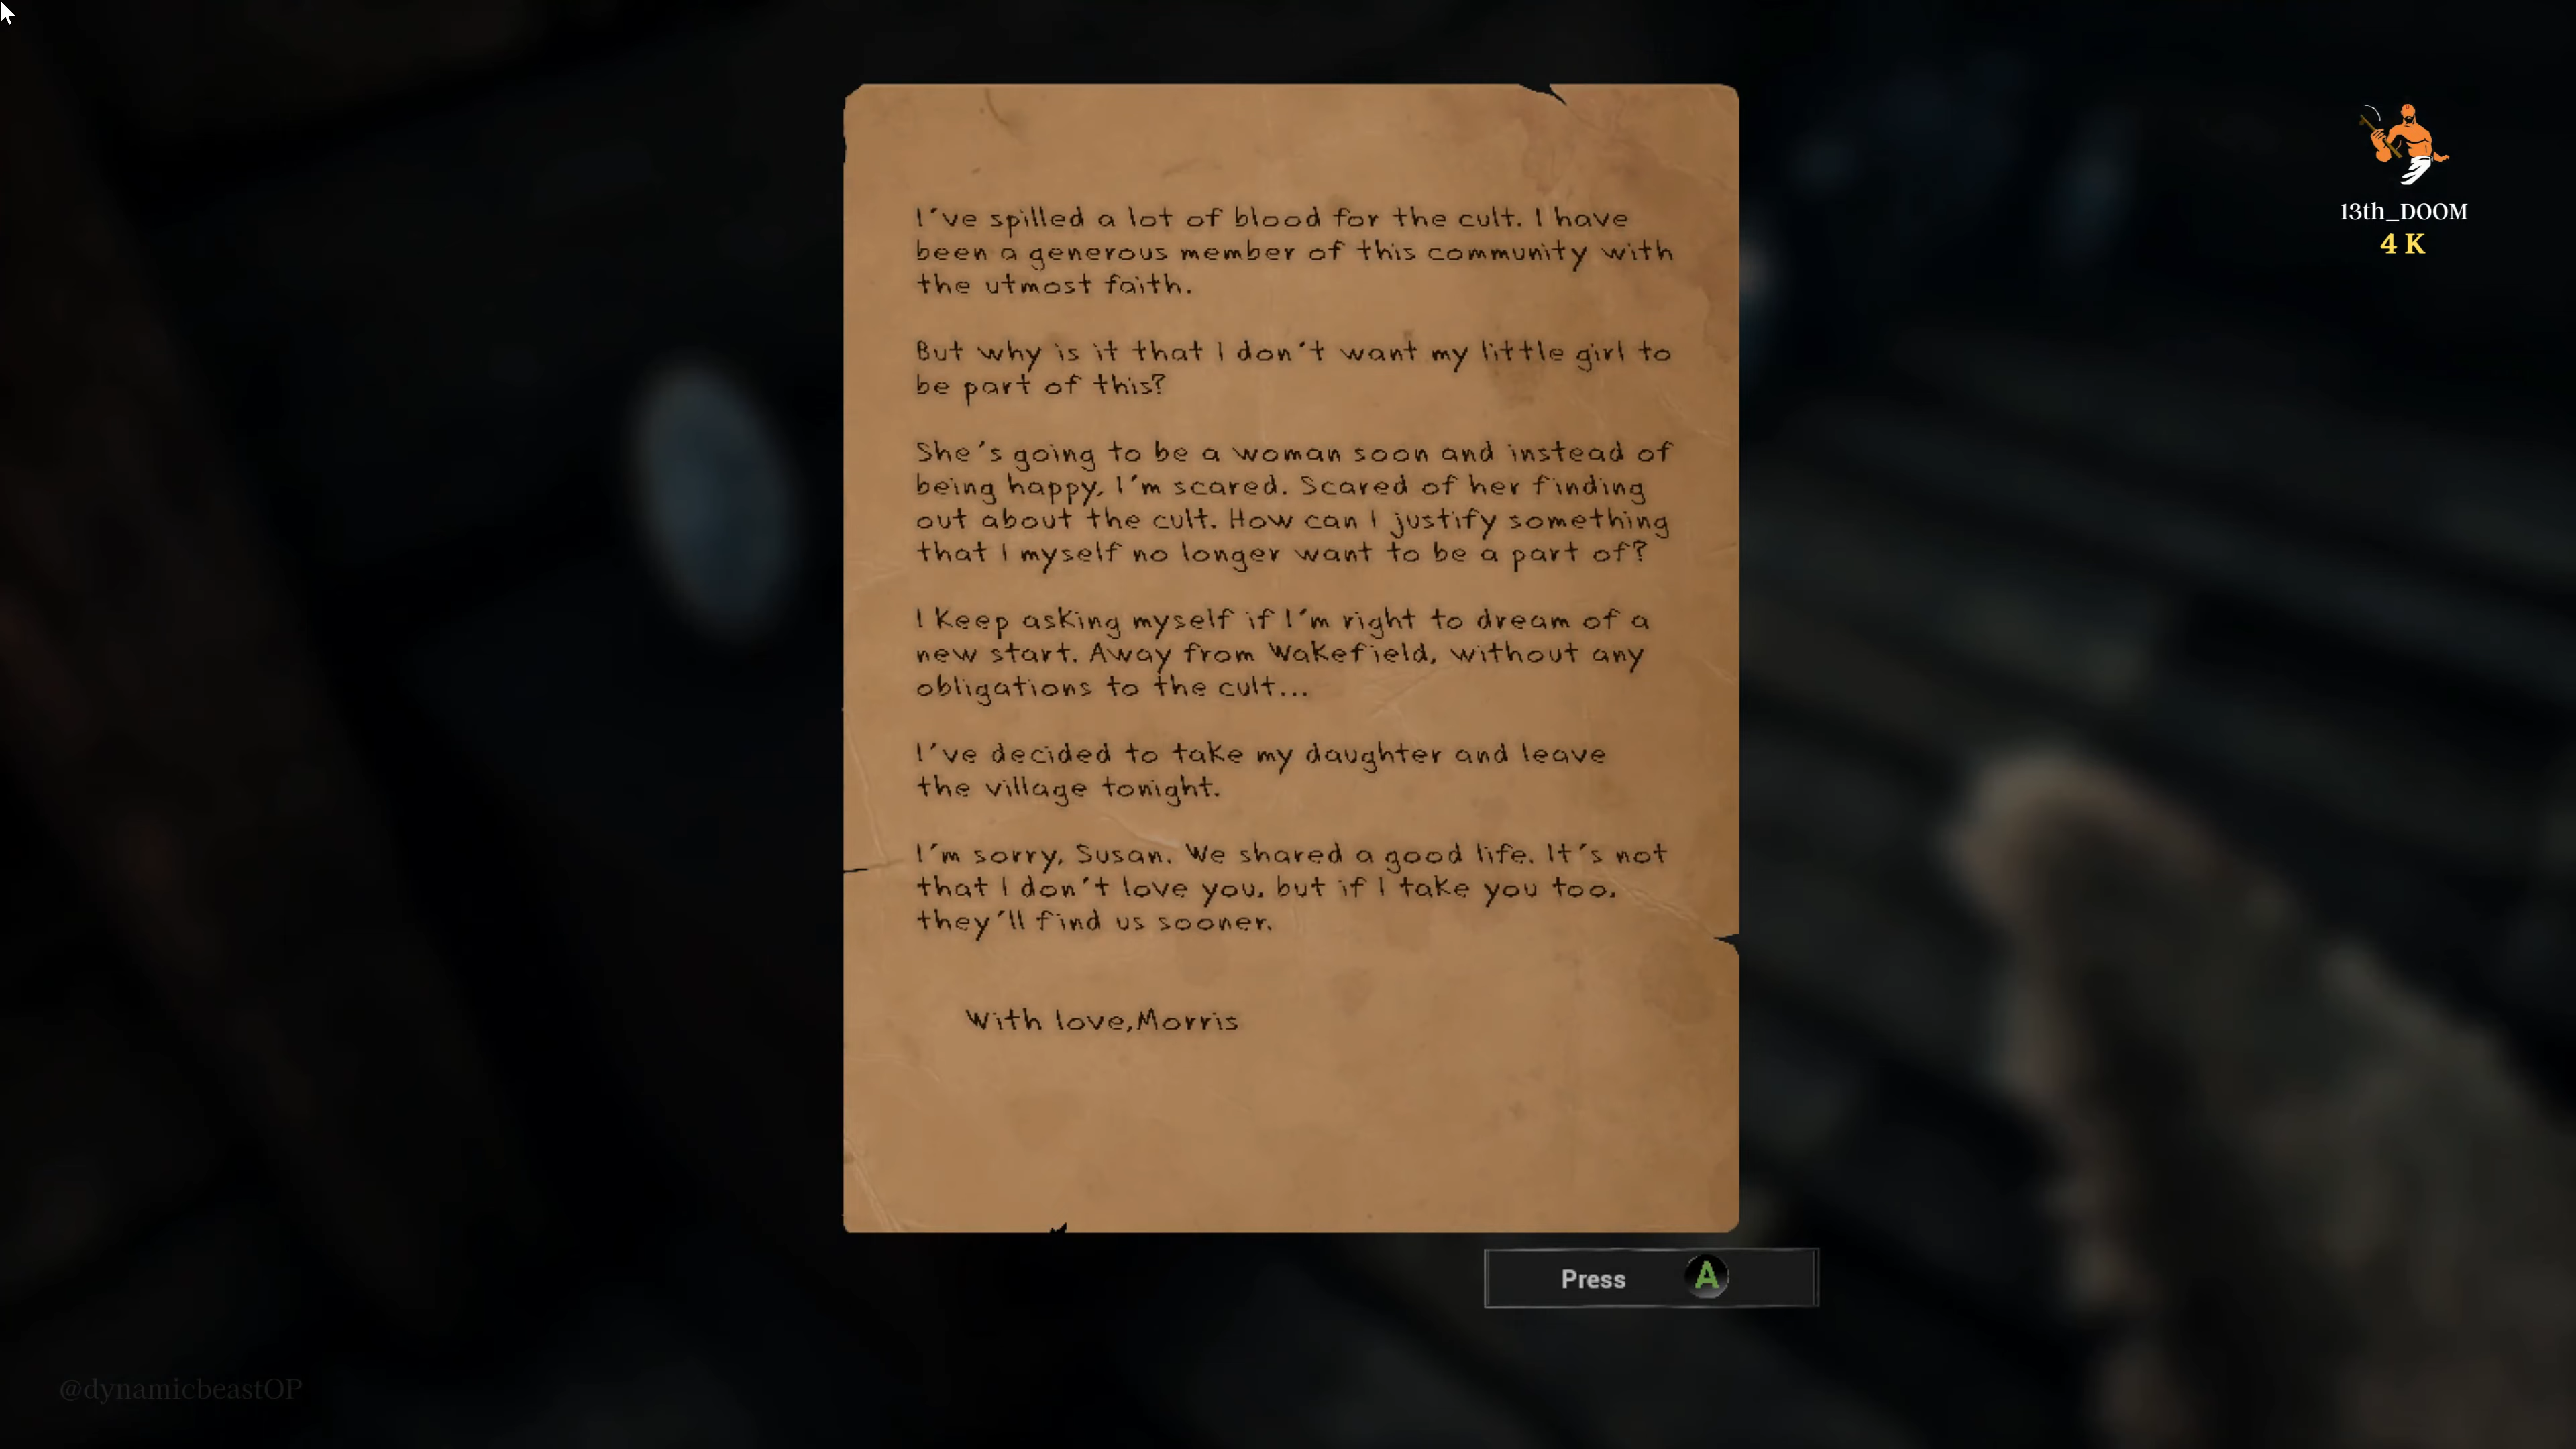 I've spilled a lot of blood for the cult. I have
been a generous member of this community with
the utmost faith.
But why is it that I don't want my little girl to
be part of this?
She's going to be a woman soon and instead of
being happy, I'm scared. Scared of her finding
out about the cult. How can I justify something
that I myself no longer want to be a part of?
I keep asking myself if I'm right to dream of a
new start. Away from Wakefield, without any
obligations to the cult...
I've decided to take my daughter and leave
the village tonight.
I'm sorry, Susan. We shared a good life. It's not
that I don't love you, but if I take you too,
they'll find us sooner.
With love,Morris
Press A
13th_DOOM
4 K
@dynamicbeastOP